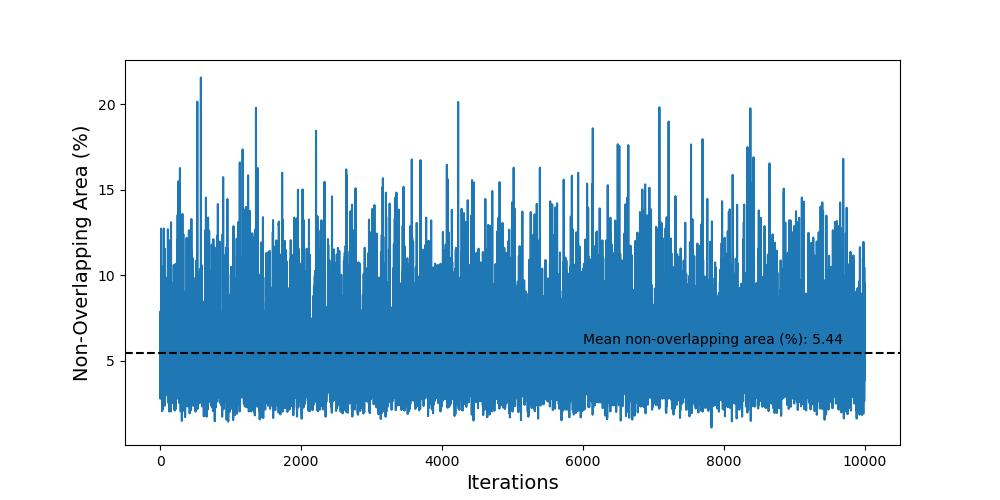 20
15
10
5
Non-Overlapping Area (%)
Mean non-overlapping area (%): 5.44
0 2000 4000 6000 8000 10000
Iterations